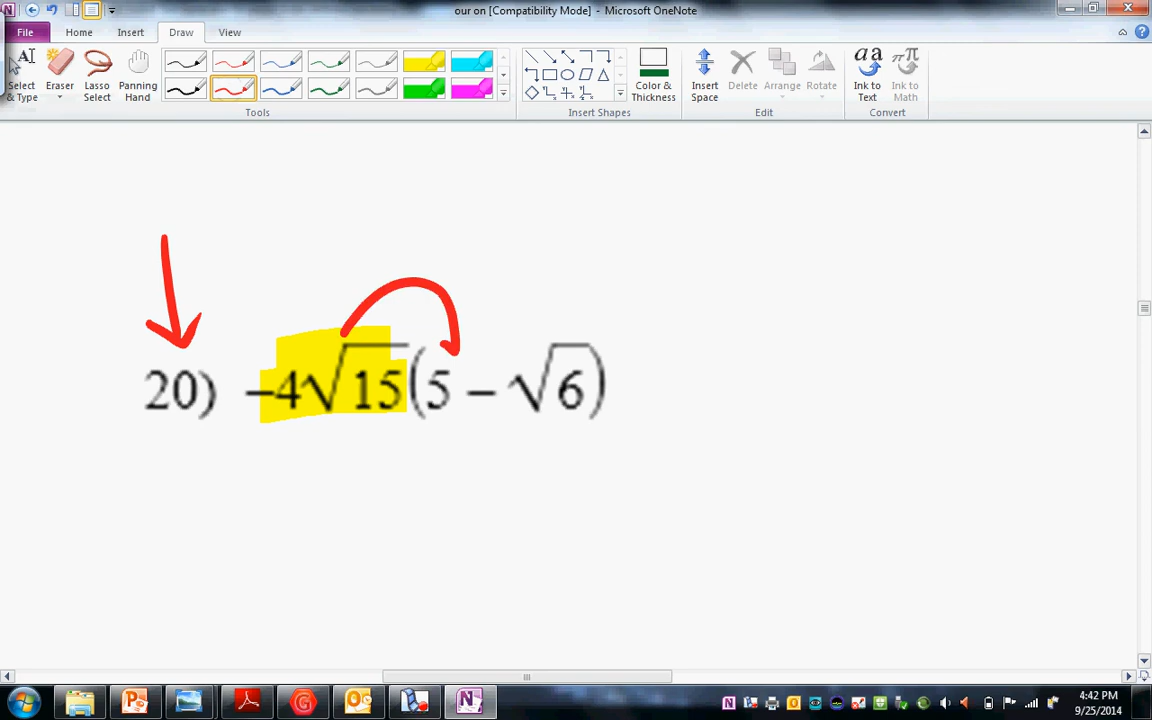 our on [Compatibility Mode] - Microsoft OneNote
File Home Insert Draw View
Select & Type Eraser Lasso Select Panning Hand Color & Thickness Insert Space Delete Arrange Rotate Ink to Text Ink to Math
Tools Insert Shapes Edit Convert
20) −4√15(5 − √6)
4:42 PM
9/25/2014